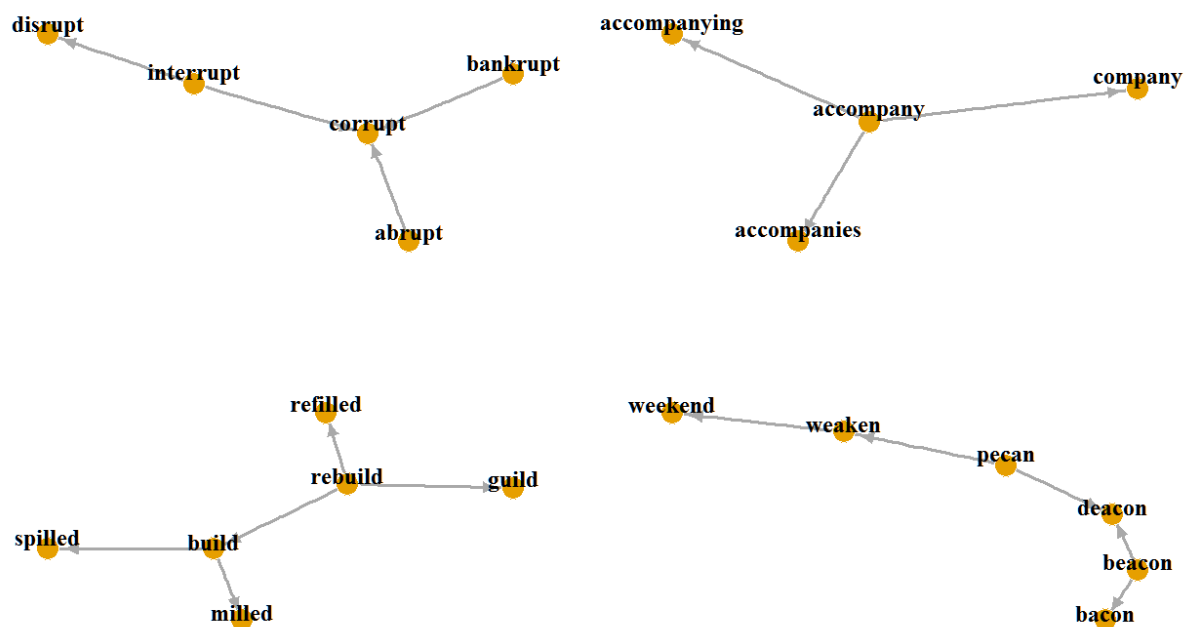 disrupt
interrupt
bankrupt
corrupt
abrupt
accompanying
company
accompany
accompanies
refilled
rebuild
guild
spilled
build
milled
weekend
weaken
pecan
deacon
beacon
bacon